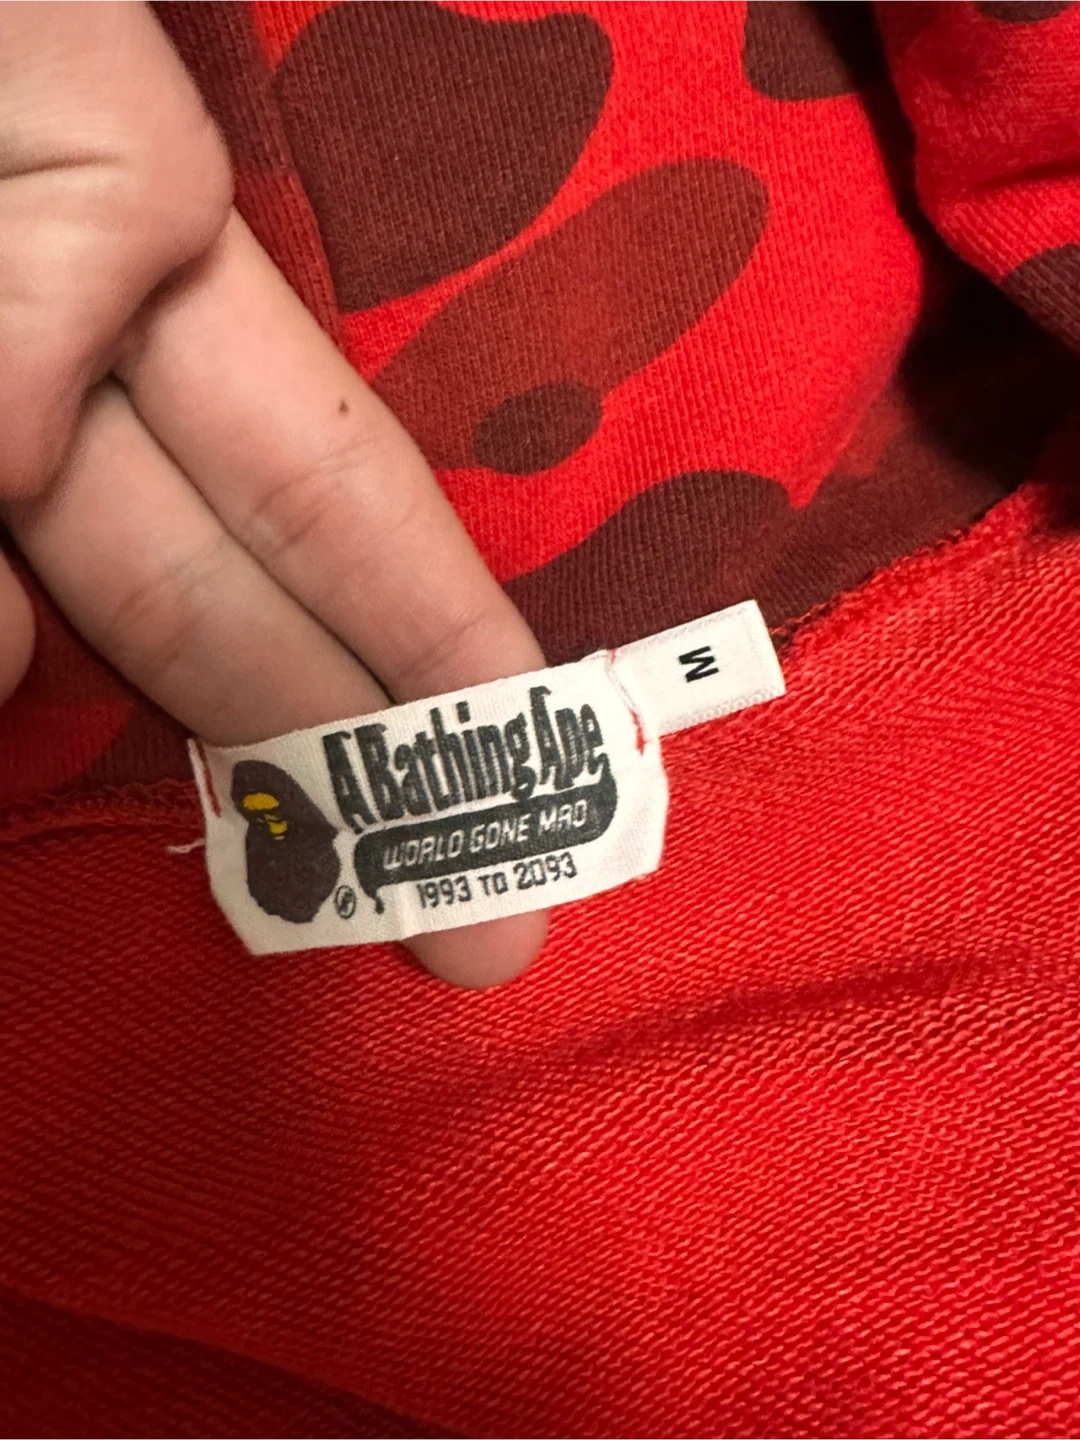 A Bathing Ape
WORLD GONE MAD
® 1993 TO 2093
M